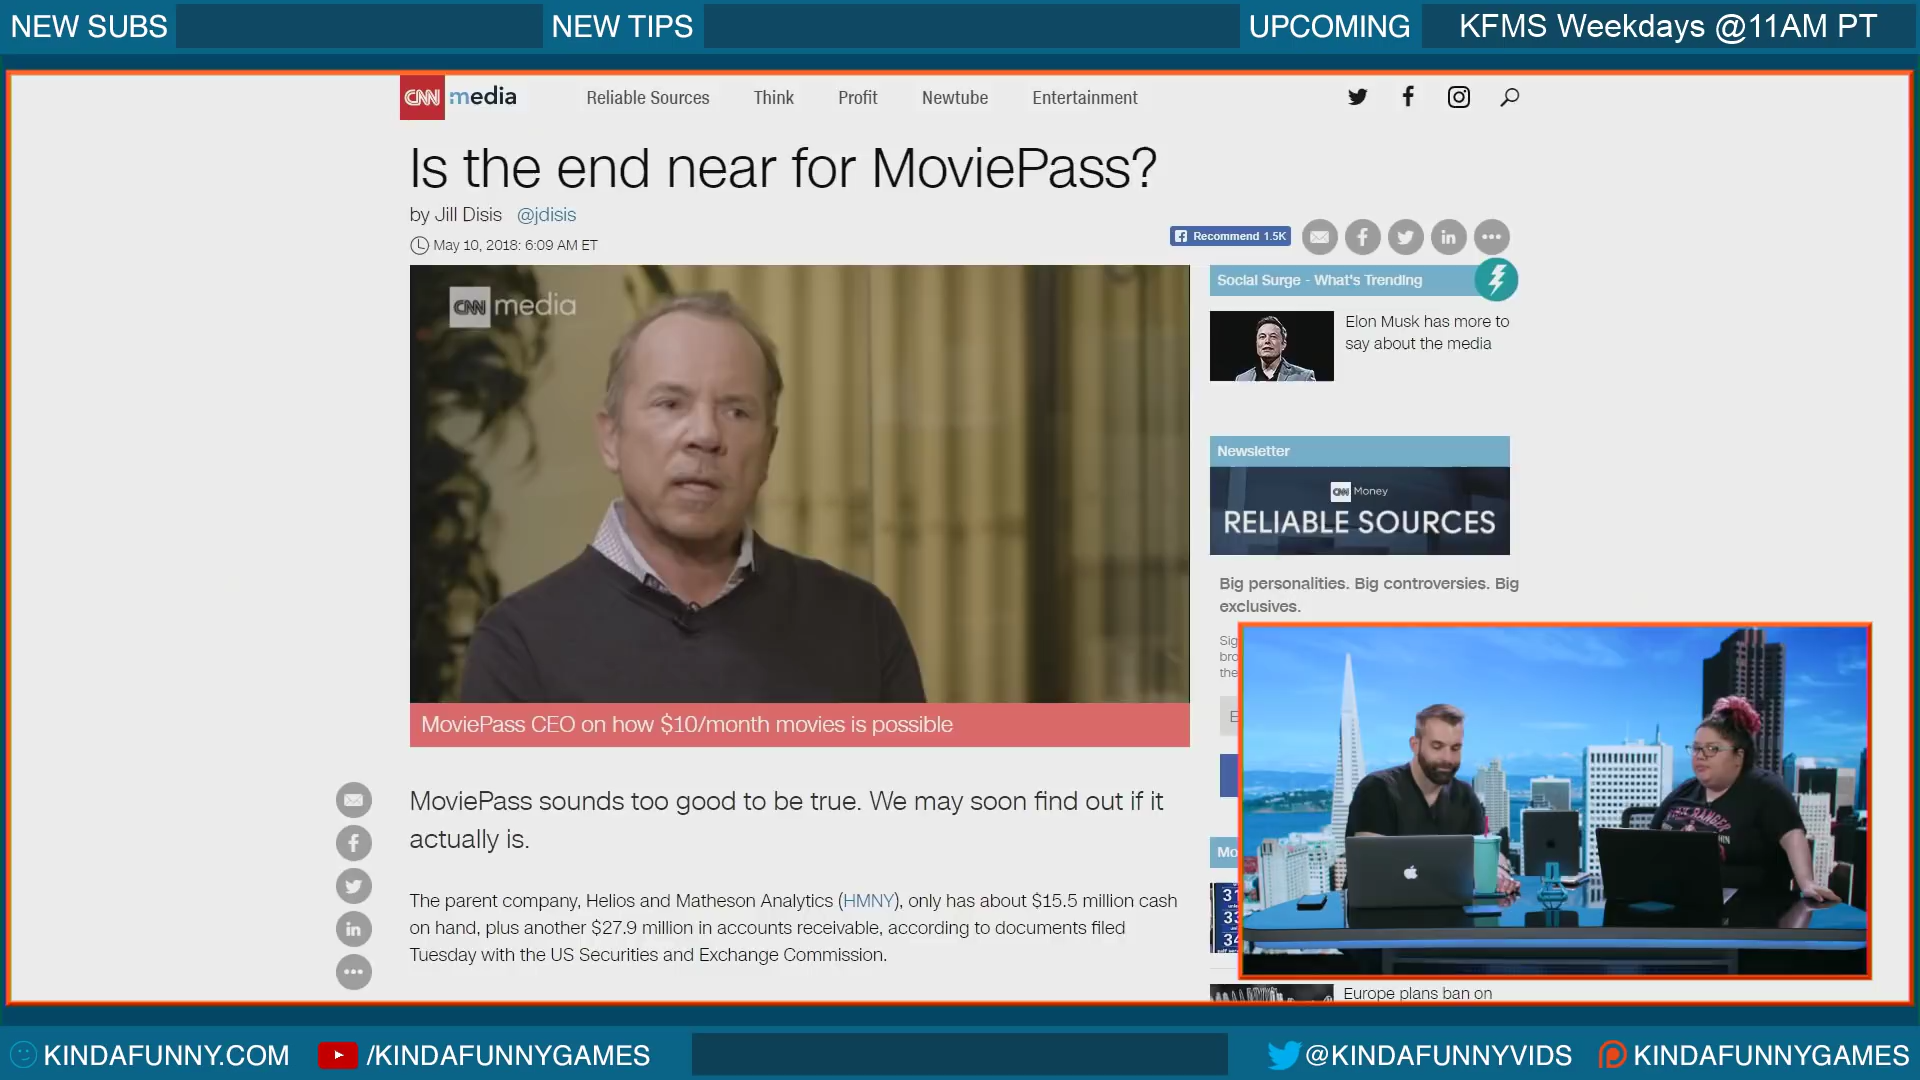 NEW SUBS
NEW TIPS
UPCOMING
KFMS Weekdays @11AM PT
CNN media
Reliable Sources
Think
Profit
Newtube
Entertainment
Is the end near for MoviePass?
by Jill Disis @jdisis
May 10, 2018: 6:09 AM ET
Recommend 1.5K
CNN media
MoviePass CEO on how $10/month movies is possible
Social Surge - What's Trending
Elon Musk has more to
say about the media
Newsletter
CNN Money
RELIABLE SOURCES
Big personalities. Big controversies. Big
exclusives.
MoviePass sounds too good to be true. We may soon find out if it
actually is.
The parent company, Helios and Matheson Analytics (HMNY), only has about $15.5 million cash
on hand, plus another $27.9 million in accounts receivable, according to documents filed
Tuesday with the US Securities and Exchange Commission.
Europe plans ban on
KINDAFUNNY.COM
/KINDAFUNNYGAMES
@KINDAFUNNYVIDS
KINDAFUNNYGAMES